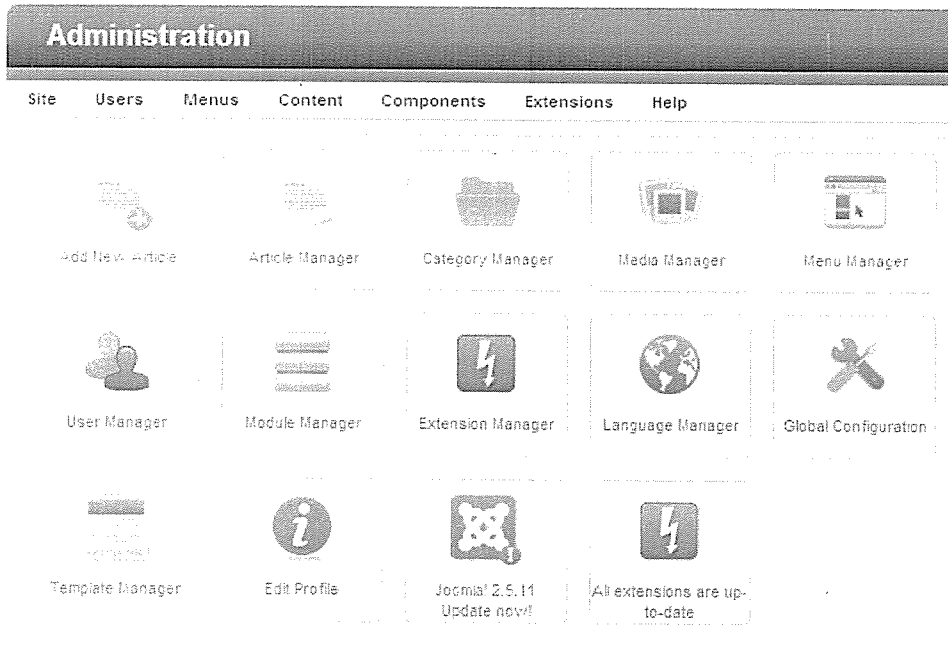 Administration
Site Users Menus Content Components Extensions Help
Add New Article Article Manager Category Manager Media Manager Menu Manager
User Manager Module Manager Extension Manager Language Manager Global Configuration
Template Manager Edit Profile Joomla! 2.5.11 All extensions are up-
Update now! to-date